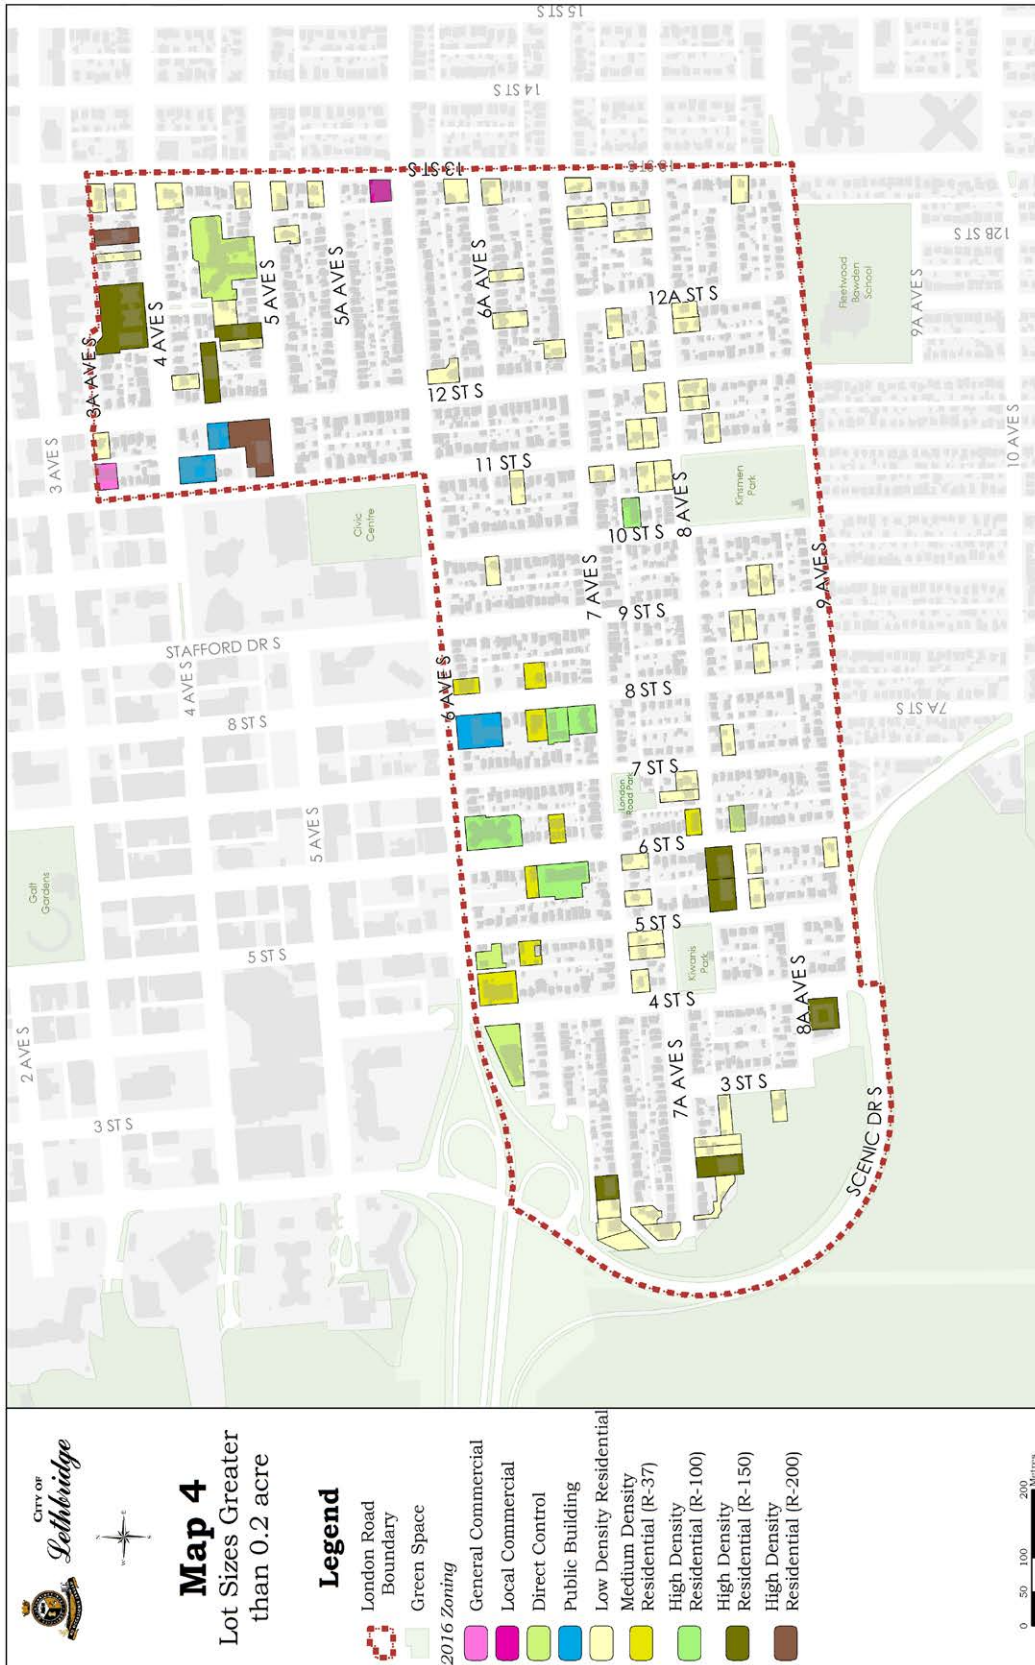 CITY OF
Lethbridge
N
W
E
S
Map 4
Lot Sizes Greater
than 0.2 acre
Legend
London Road
Boundary
Green Space
2016 Zoning
General Commercial
Local Commercial
Direct Control
Public Building
Low Density Residential
Medium Density
Residential (R-37)
High Density
Residential (R-100)
High Density
Residential (R-150)
High Density
Residential (R-200)
0 50 100 200
Metres
2 AVE S
3 AVE S
3A AVE S
4 AVE S
4 AVE S
5 AVE S
5 AVE S
5A AVE S
6 AVE S
6A AVE S
7 AVE S
7A AVE S
8 AVE S
8A AVE S
9 AVE S
9A AVE S
10 AVE S
3 ST S
3 ST S
4 ST S
5 ST S
5 ST S
6 ST S
7 ST S
7A ST S
8 ST S
8 ST S
STAFFORD DR S
9 ST S
10 ST S
11 ST S
12 ST S
12A ST S
12B ST S
13 ST S
13 ST S
14 ST S
15 ST S
SCENIC DR S
Galt
Gardens
Civic
Centre
London
Road Park
Kiwanis
Park
Kinsmen
Park
Fleetwood
Bawden
School